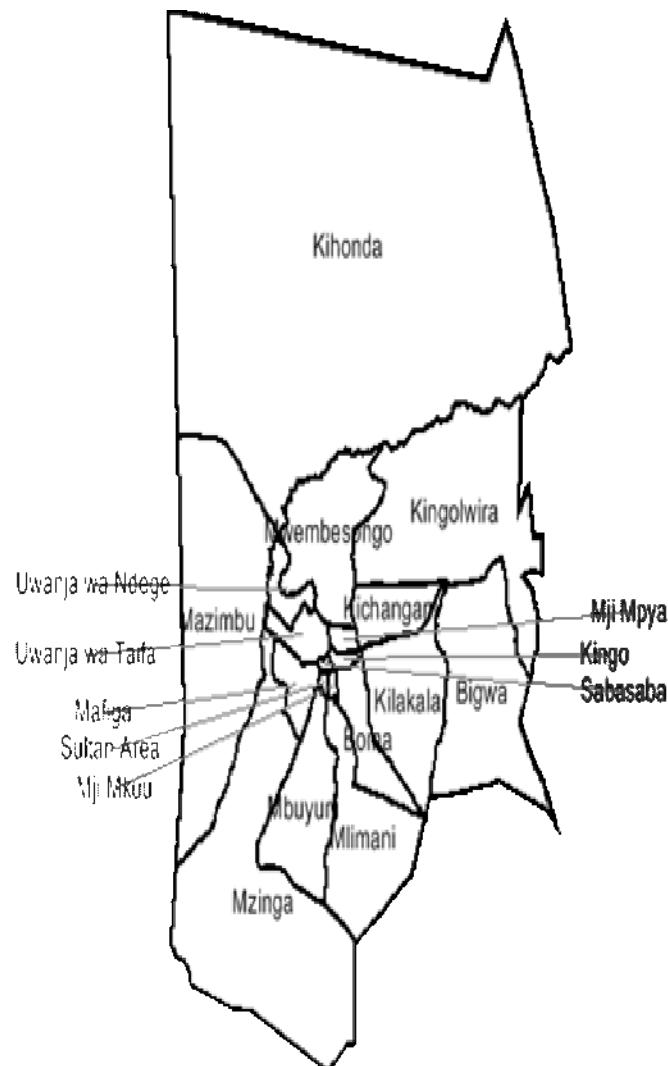 Kihonda
Kingolwira
Mwembesongo
Uwanja wa Ndege
Kichangani
Mji Mpya
Mazimbu
Uwanja wa Taifa
Kingo
Kilakala
Bigwa
Sabasaba
Mafiga
Sultan Area
Boma
Mji Mkuu
Mbuyuni
Mlimani
Mzinga